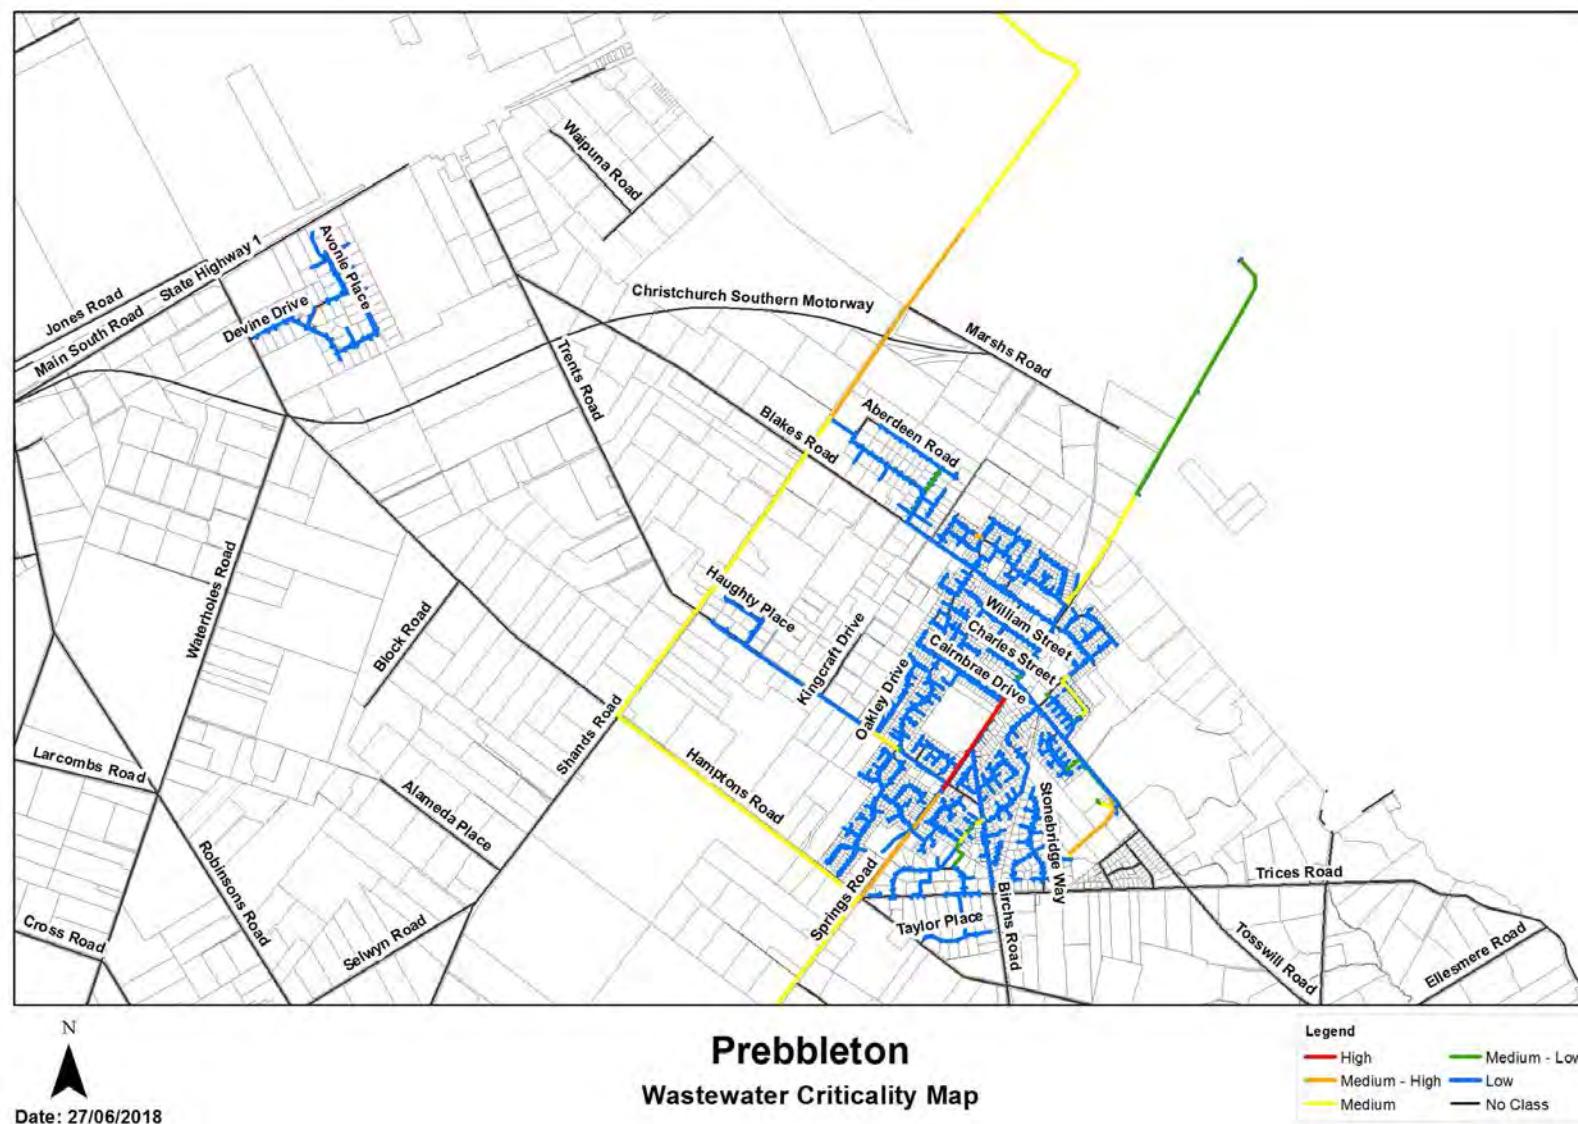 Waipuna Road
Avonie Place
State Highway 1
Jones Road
Main South Road
Devine Drive
Christchurch Southern Motorway
Marshs Road
Trents Road
Blakes Road
Aberdeen Road
Waterholes Road
Block Road
Haughty Place
Kingcraft Drive
William Street
Charles Street
Cairnbrae Drive
Oakley Drive
Shands Road
Hamptons Road
Larcombs Road
Alameda Place
Robinsons Road
Stonebridge Way
Springs Road
Trices Road
Birchs Road
Taylor Place
Cross Road
Selwyn Road
Tosswill Road
Ellesmere Road
N
Date: 27/06/2018
Prebbleton
Wastewater Criticality Map
Legend
High
Medium - High
Medium
Medium - Low
Low
No Class